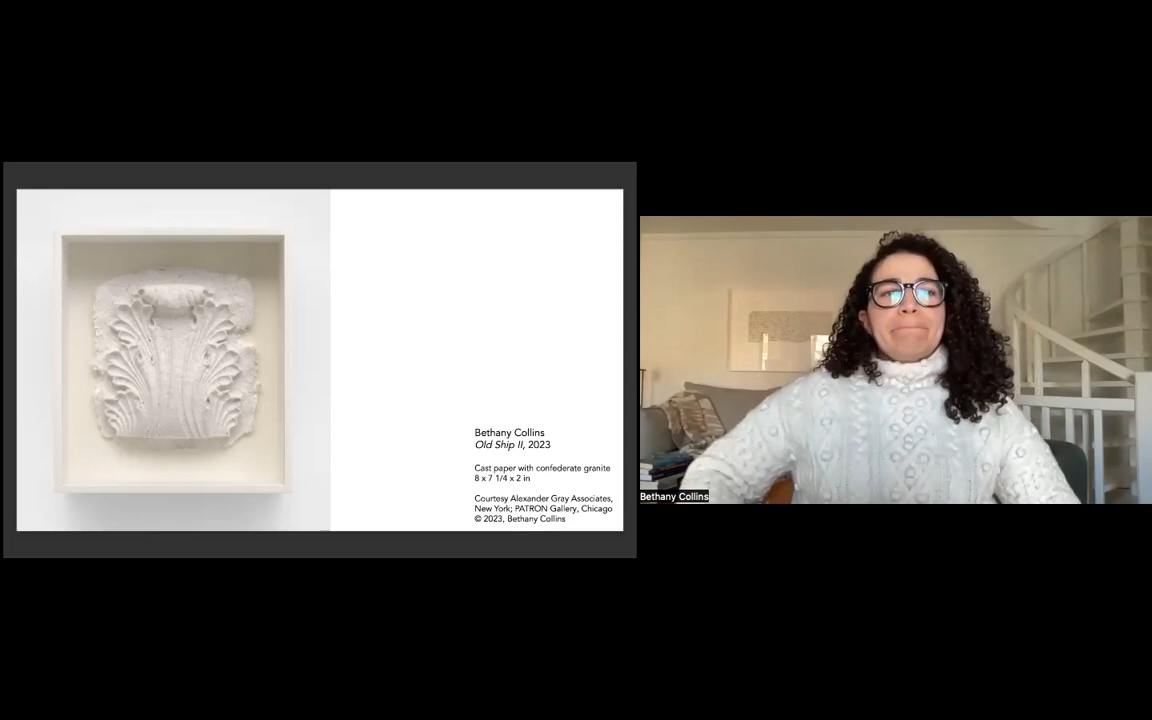 Bethany Collins
Old Ship II, 2023
Cast paper with confederate granite
8 x 7 1/4 x 2 in
Courtesy Alexander Gray Associates,
New York; PATRON Gallery, Chicago
© 2023, Bethany Collins
Bethany Collins